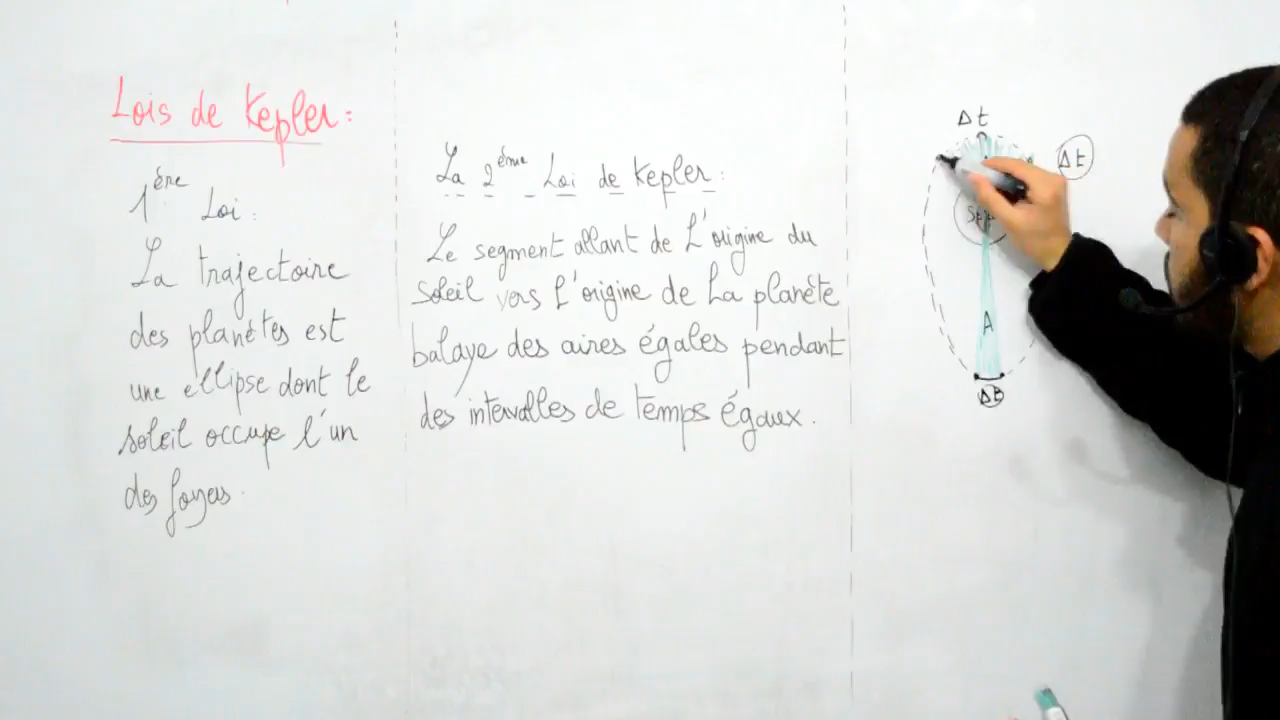 Lois de Kepler :
1ère Loi :
La trajectoire
des planètes est
une ellipse dont le
soleil occupe l'un
des foyers.
La 2ème Loi de Kepler :
Le segment allant de L'origine du
soleil vers L'origine de La planète
balaye des aires égales pendant
des intervalles de temps égaux.
Δt
Δt
A